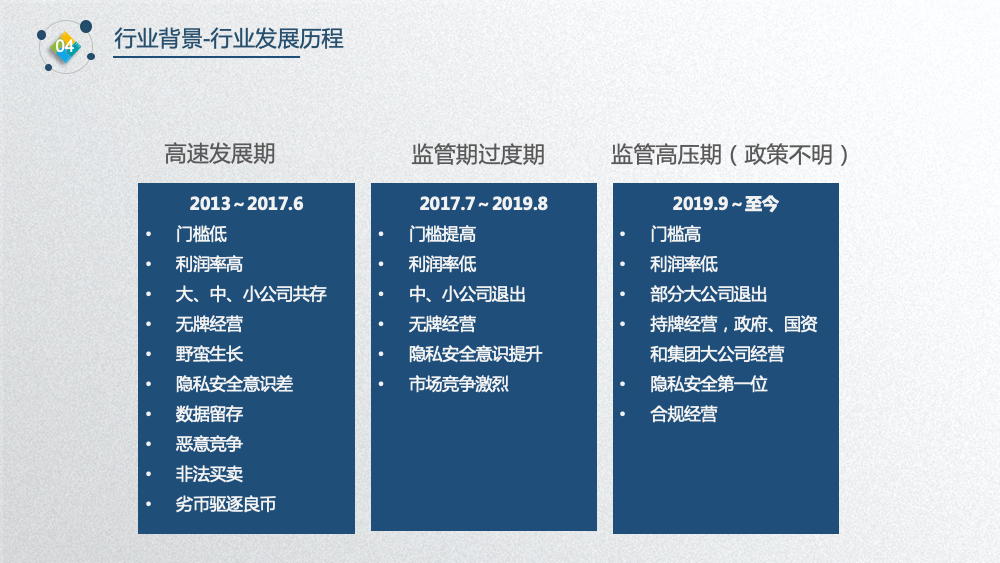 04
行业背景-行业发展历程
高速发展期
2013～2017.6
• 门槛低
• 利润率高
• 大、中、小公司共存
• 无牌经营
• 野蛮生长
• 隐私安全意识差
• 数据留存
• 恶意竞争
• 非法买卖
• 劣币驱逐良币
监管期过度期
2017.7～2019.8
• 门槛提高
• 利润率低
• 中、小公司退出
• 无牌经营
• 隐私安全意识提升
• 市场竞争激烈
监管高压期（政策不明）
2019.9～至今
• 门槛高
• 利润率低
• 部分大公司退出
• 持牌经营，政府、国资
和集团大公司经营
• 隐私安全第一位
• 合规经营